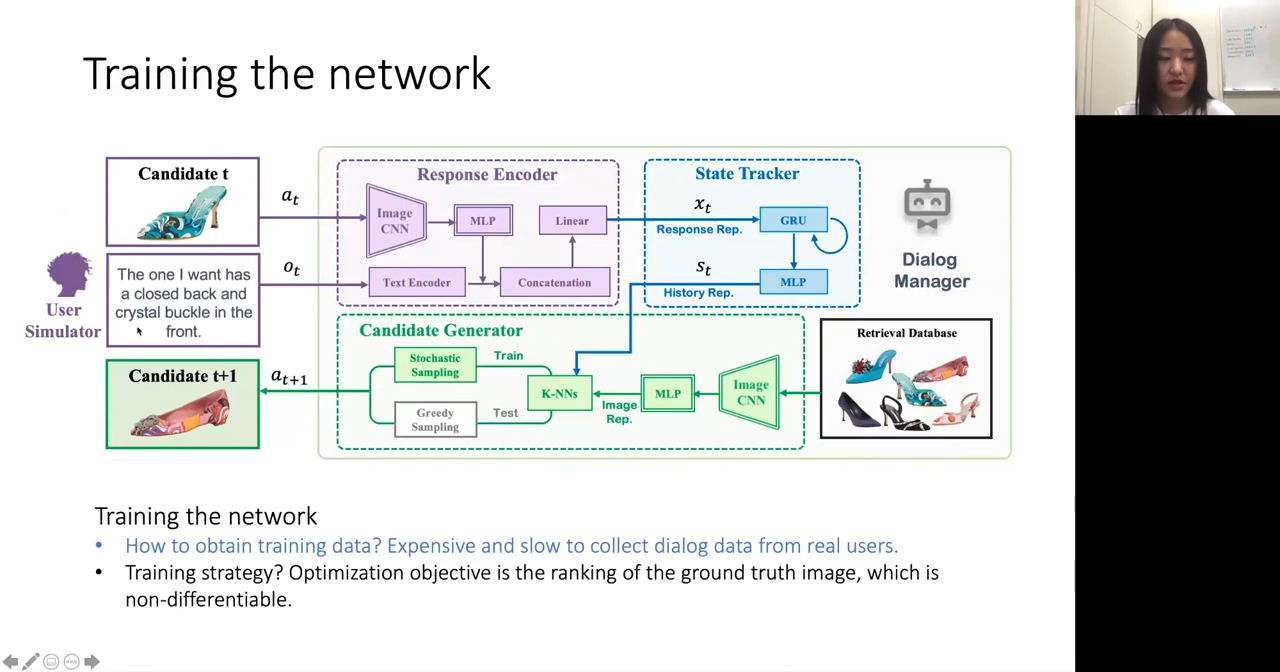 Training the network
Candidate t
User
Simulator
The one I want has
a closed back and
crystal buckle in the
front.
Candidate t+1
a_t
o_t
a_{t+1}
Response Encoder
Image
CNN
MLP
Linear
Text Encoder
Concatenation
State Tracker
x_t
Response Rep.
GRU
s_t
History Rep.
MLP
Dialog
Manager
Candidate Generator
Stochastic
Sampling
Train
Greedy
Sampling
Test
K-NNs
Image
Rep.
MLP
Image
CNN
Retrieval Database
Training the network
• How to obtain training data? Expensive and slow to collect dialog data from real users.
• Training strategy? Optimization objective is the ranking of the ground truth image, which is
non-differentiable.